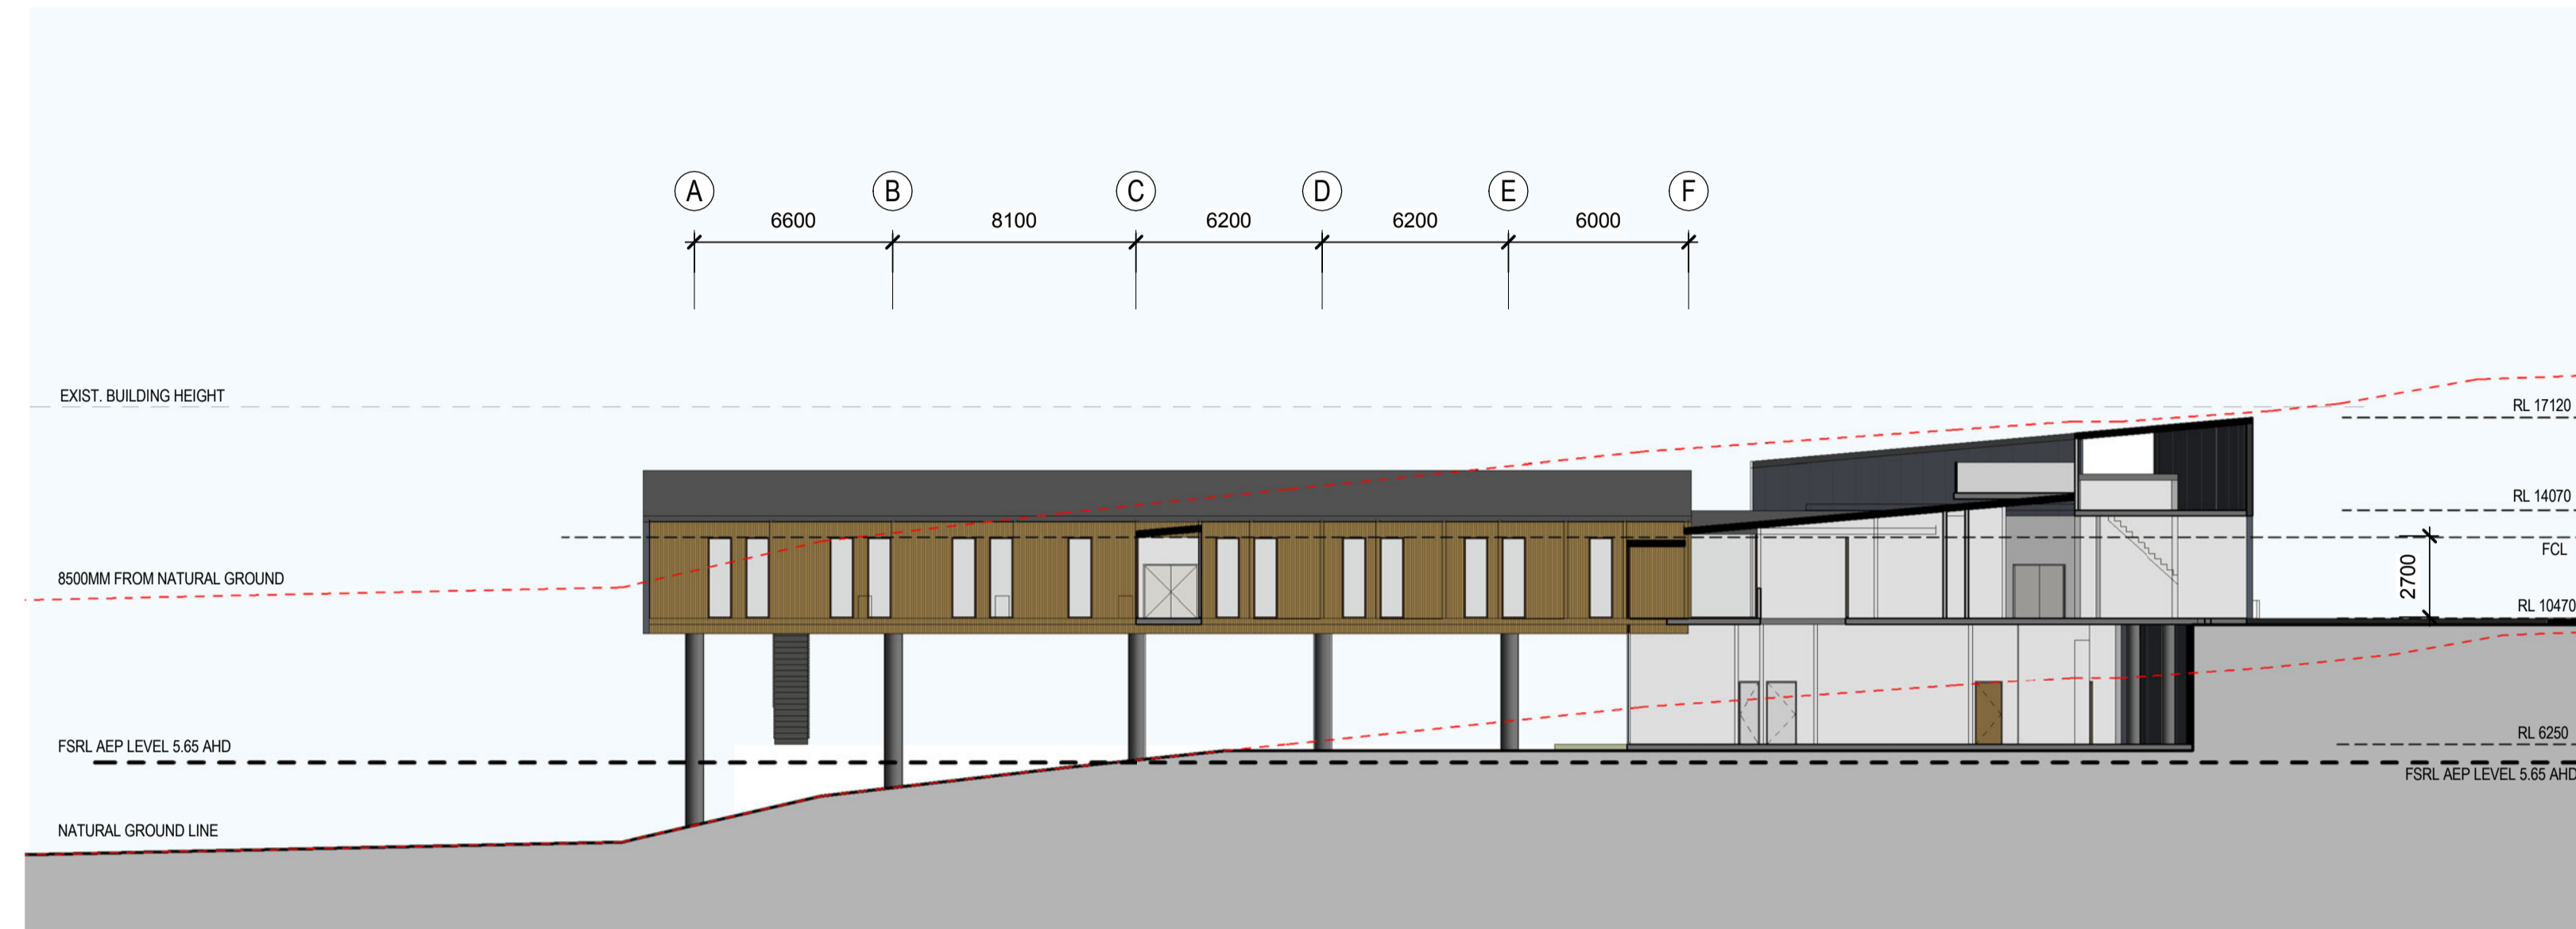 A
B
C
D
E
F
6600
8100
6200
6200
6000
EXIST. BUILDING HEIGHT
RL 17120
RL 14070
FCL
2700
8500MM FROM NATURAL GROUND
RL 10470
FSRL AEP LEVEL 5.65 AHD
RL 6250
FSRL AEP LEVEL 5.65 AHD
NATURAL GROUND LINE